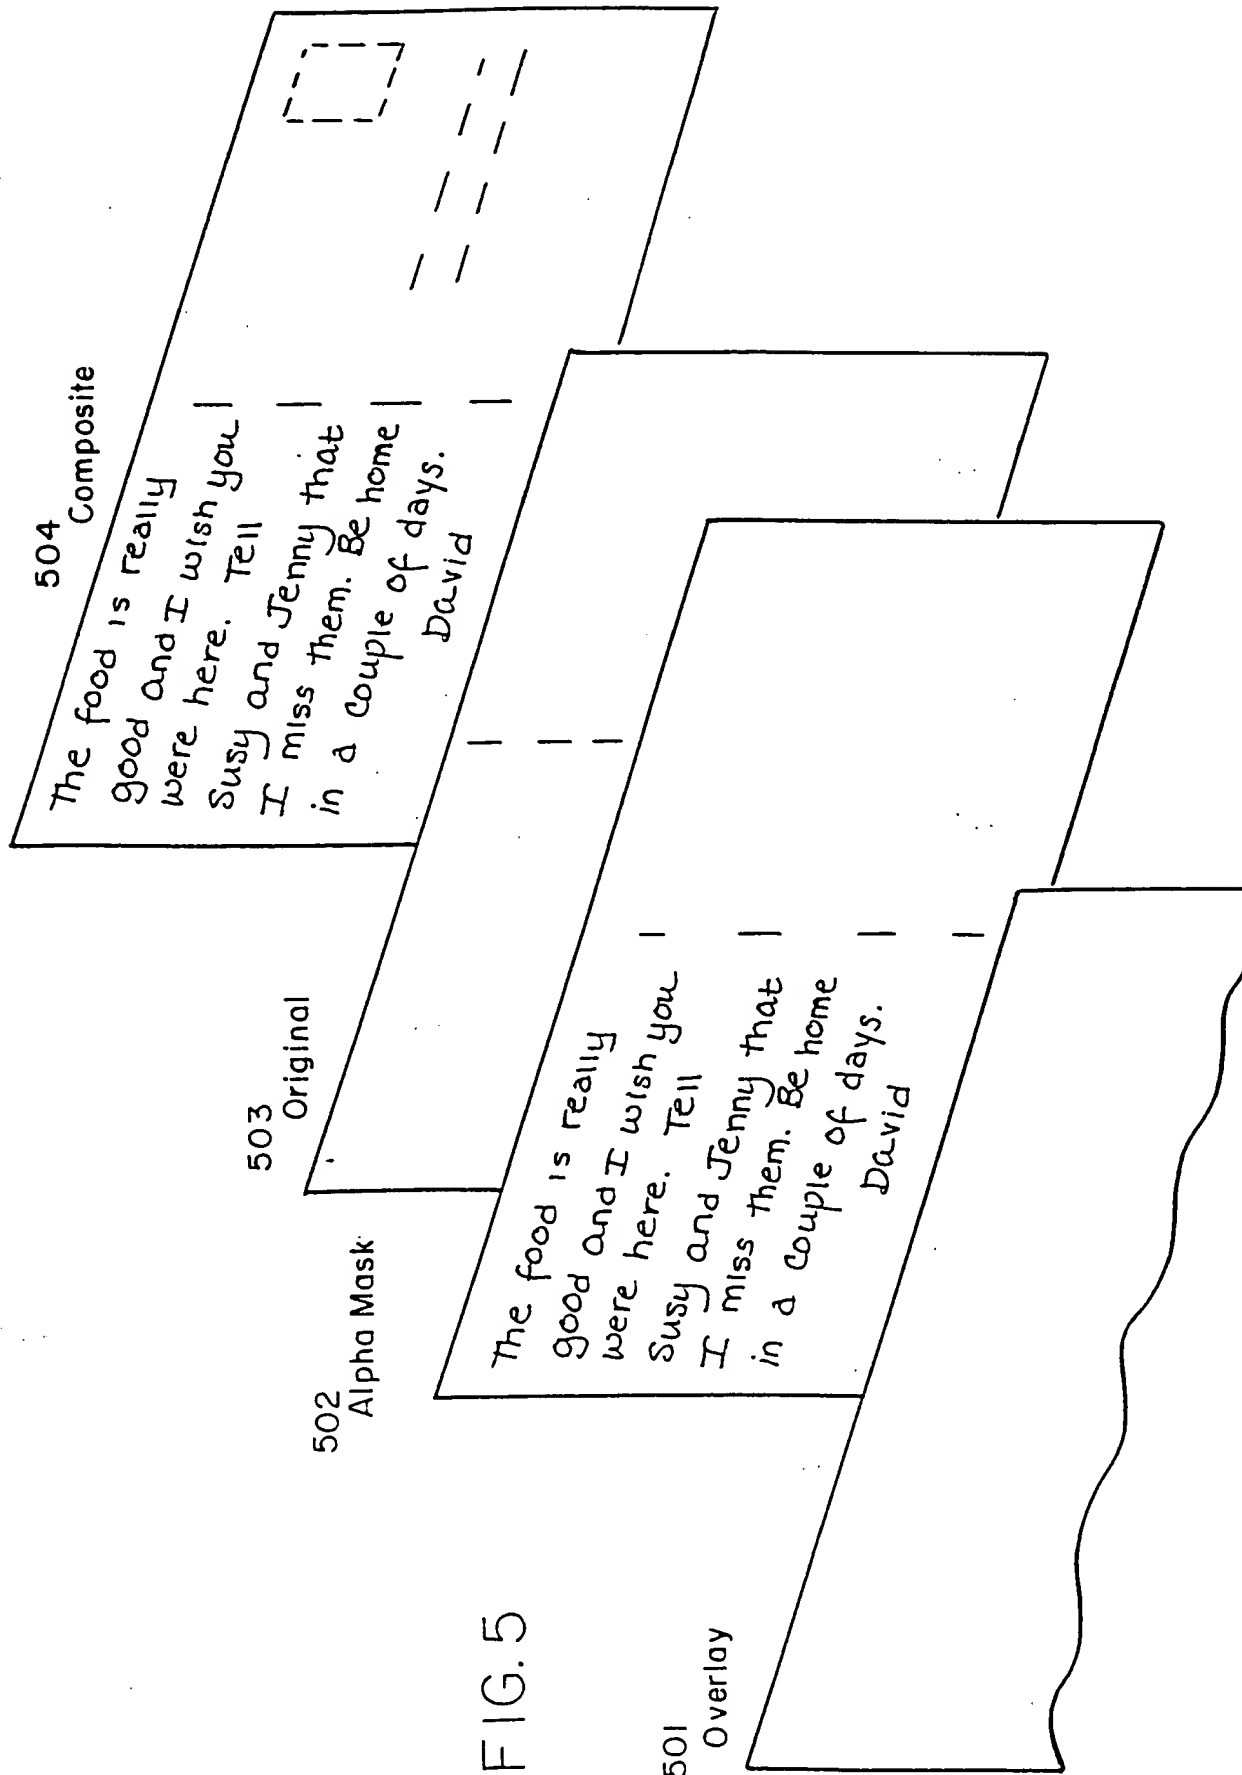 504
Composite
The food is really
good and I wish you
were here. Tell
Susy and Jenny that
I miss them. Be home
in a couple of days.
David
503
Original
502
Alpha Mask
The food is really
good and I wish you
were here. Tell
Susy and Jenny that
I miss them. Be home
in a couple of days.
David
501
Overlay
FIG. 5